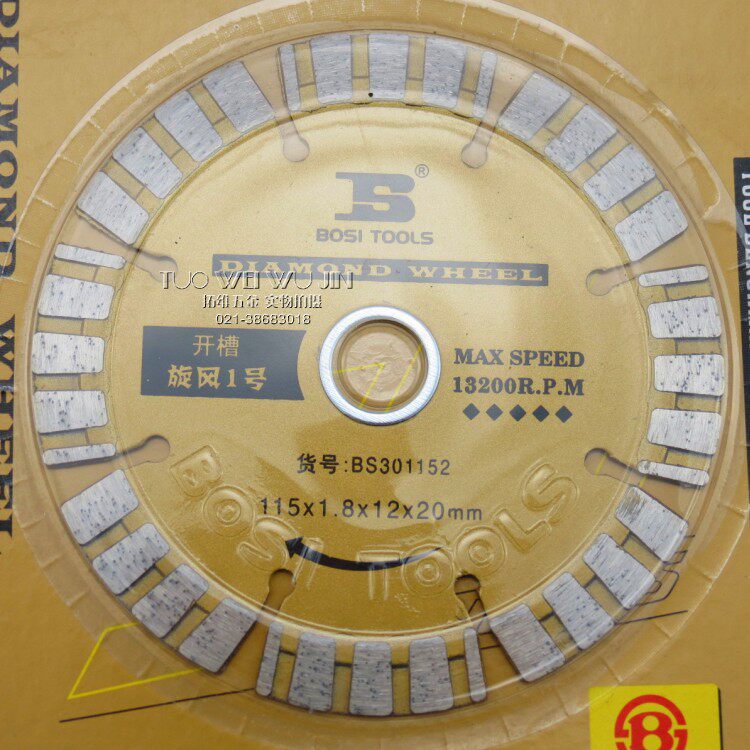 DIAMOND WHEEL
BS
®
BOSI TOOLS
DIAMOND WHEEL
TUO WEI WU JIN
拓维五金 实物拍摄
021-38683018
开槽
旋风1号
MAX SPEED
13200R.P.M
货号:BS301152
115x1.8x12x20mm
BOSI TOOLS